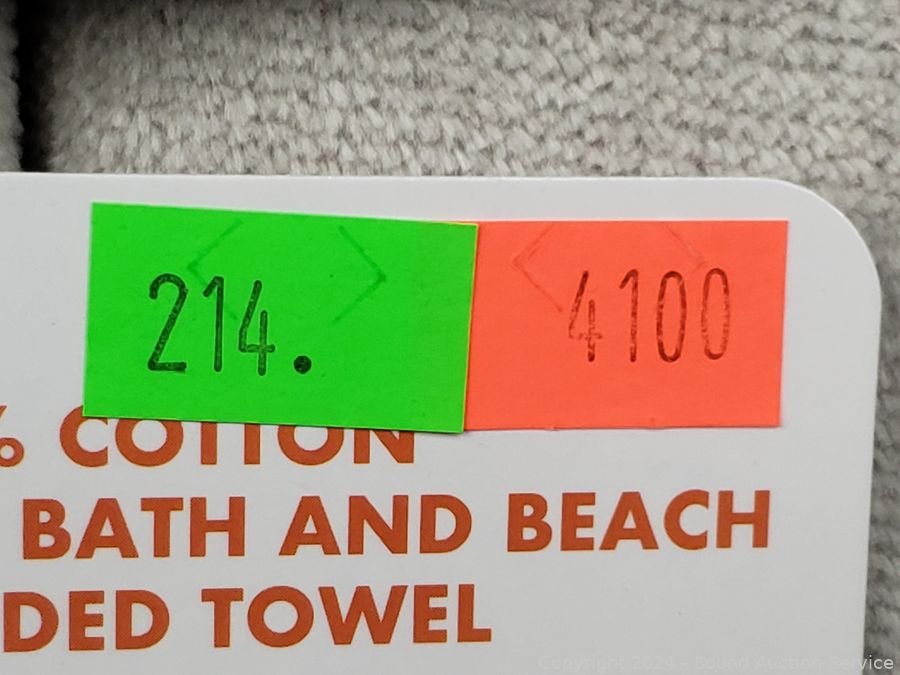 214. 4100
% COTTON
BATH AND BEACH
DED TOWEL
Copyright 2024 - Sound Auction Service